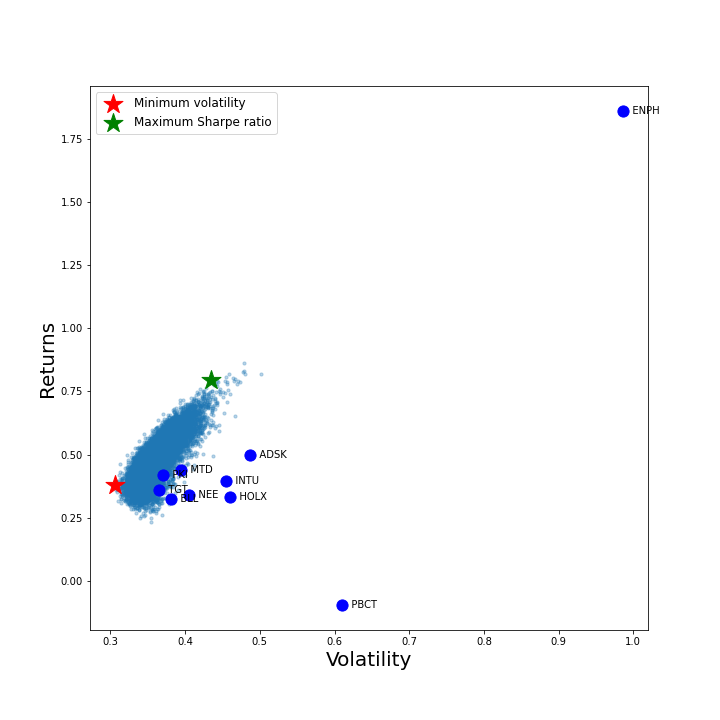 Minimum volatility
Maximum Sharpe ratio
ENPH
1.75
1.50
1.25
1.00
Returns
0.75
0.50
ADSK
MTD
INTU
TGT
NEE
HOLX
BLL
0.25
0.00
PBCT
0.3 0.4 0.5 0.6 0.7 0.8 0.9 1.0
Volatility